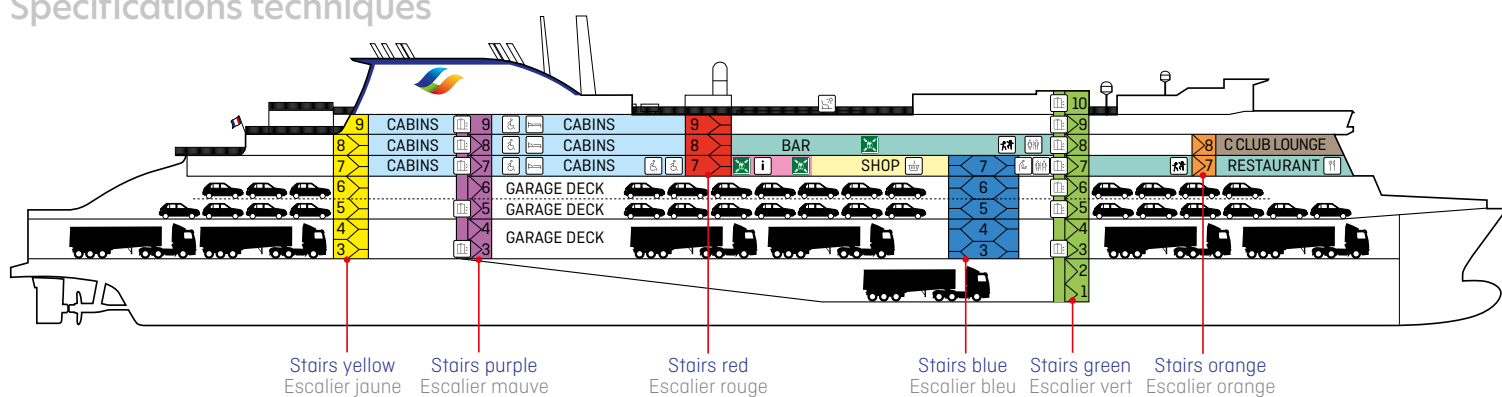 Spécifications techniques
10
9 CABINS 9 CABINS 9 9
8 CABINS 8 CABINS 8 BAR 8 8 C CLUB LOUNGE
7 CABINS 7 CABINS 7 i SHOP 7 7 7 RESTAURANT
6 6 GARAGE DECK 6 6
5 5 GARAGE DECK 5 5
4 4 GARAGE DECK 4 4
3 3 3 3
2
1
Stairs yellow Stairs purple Stairs red Stairs blue Stairs green Stairs orange
Escalier jaune Escalier mauve Escalier rouge Escalier bleu Escalier vert Escalier orange